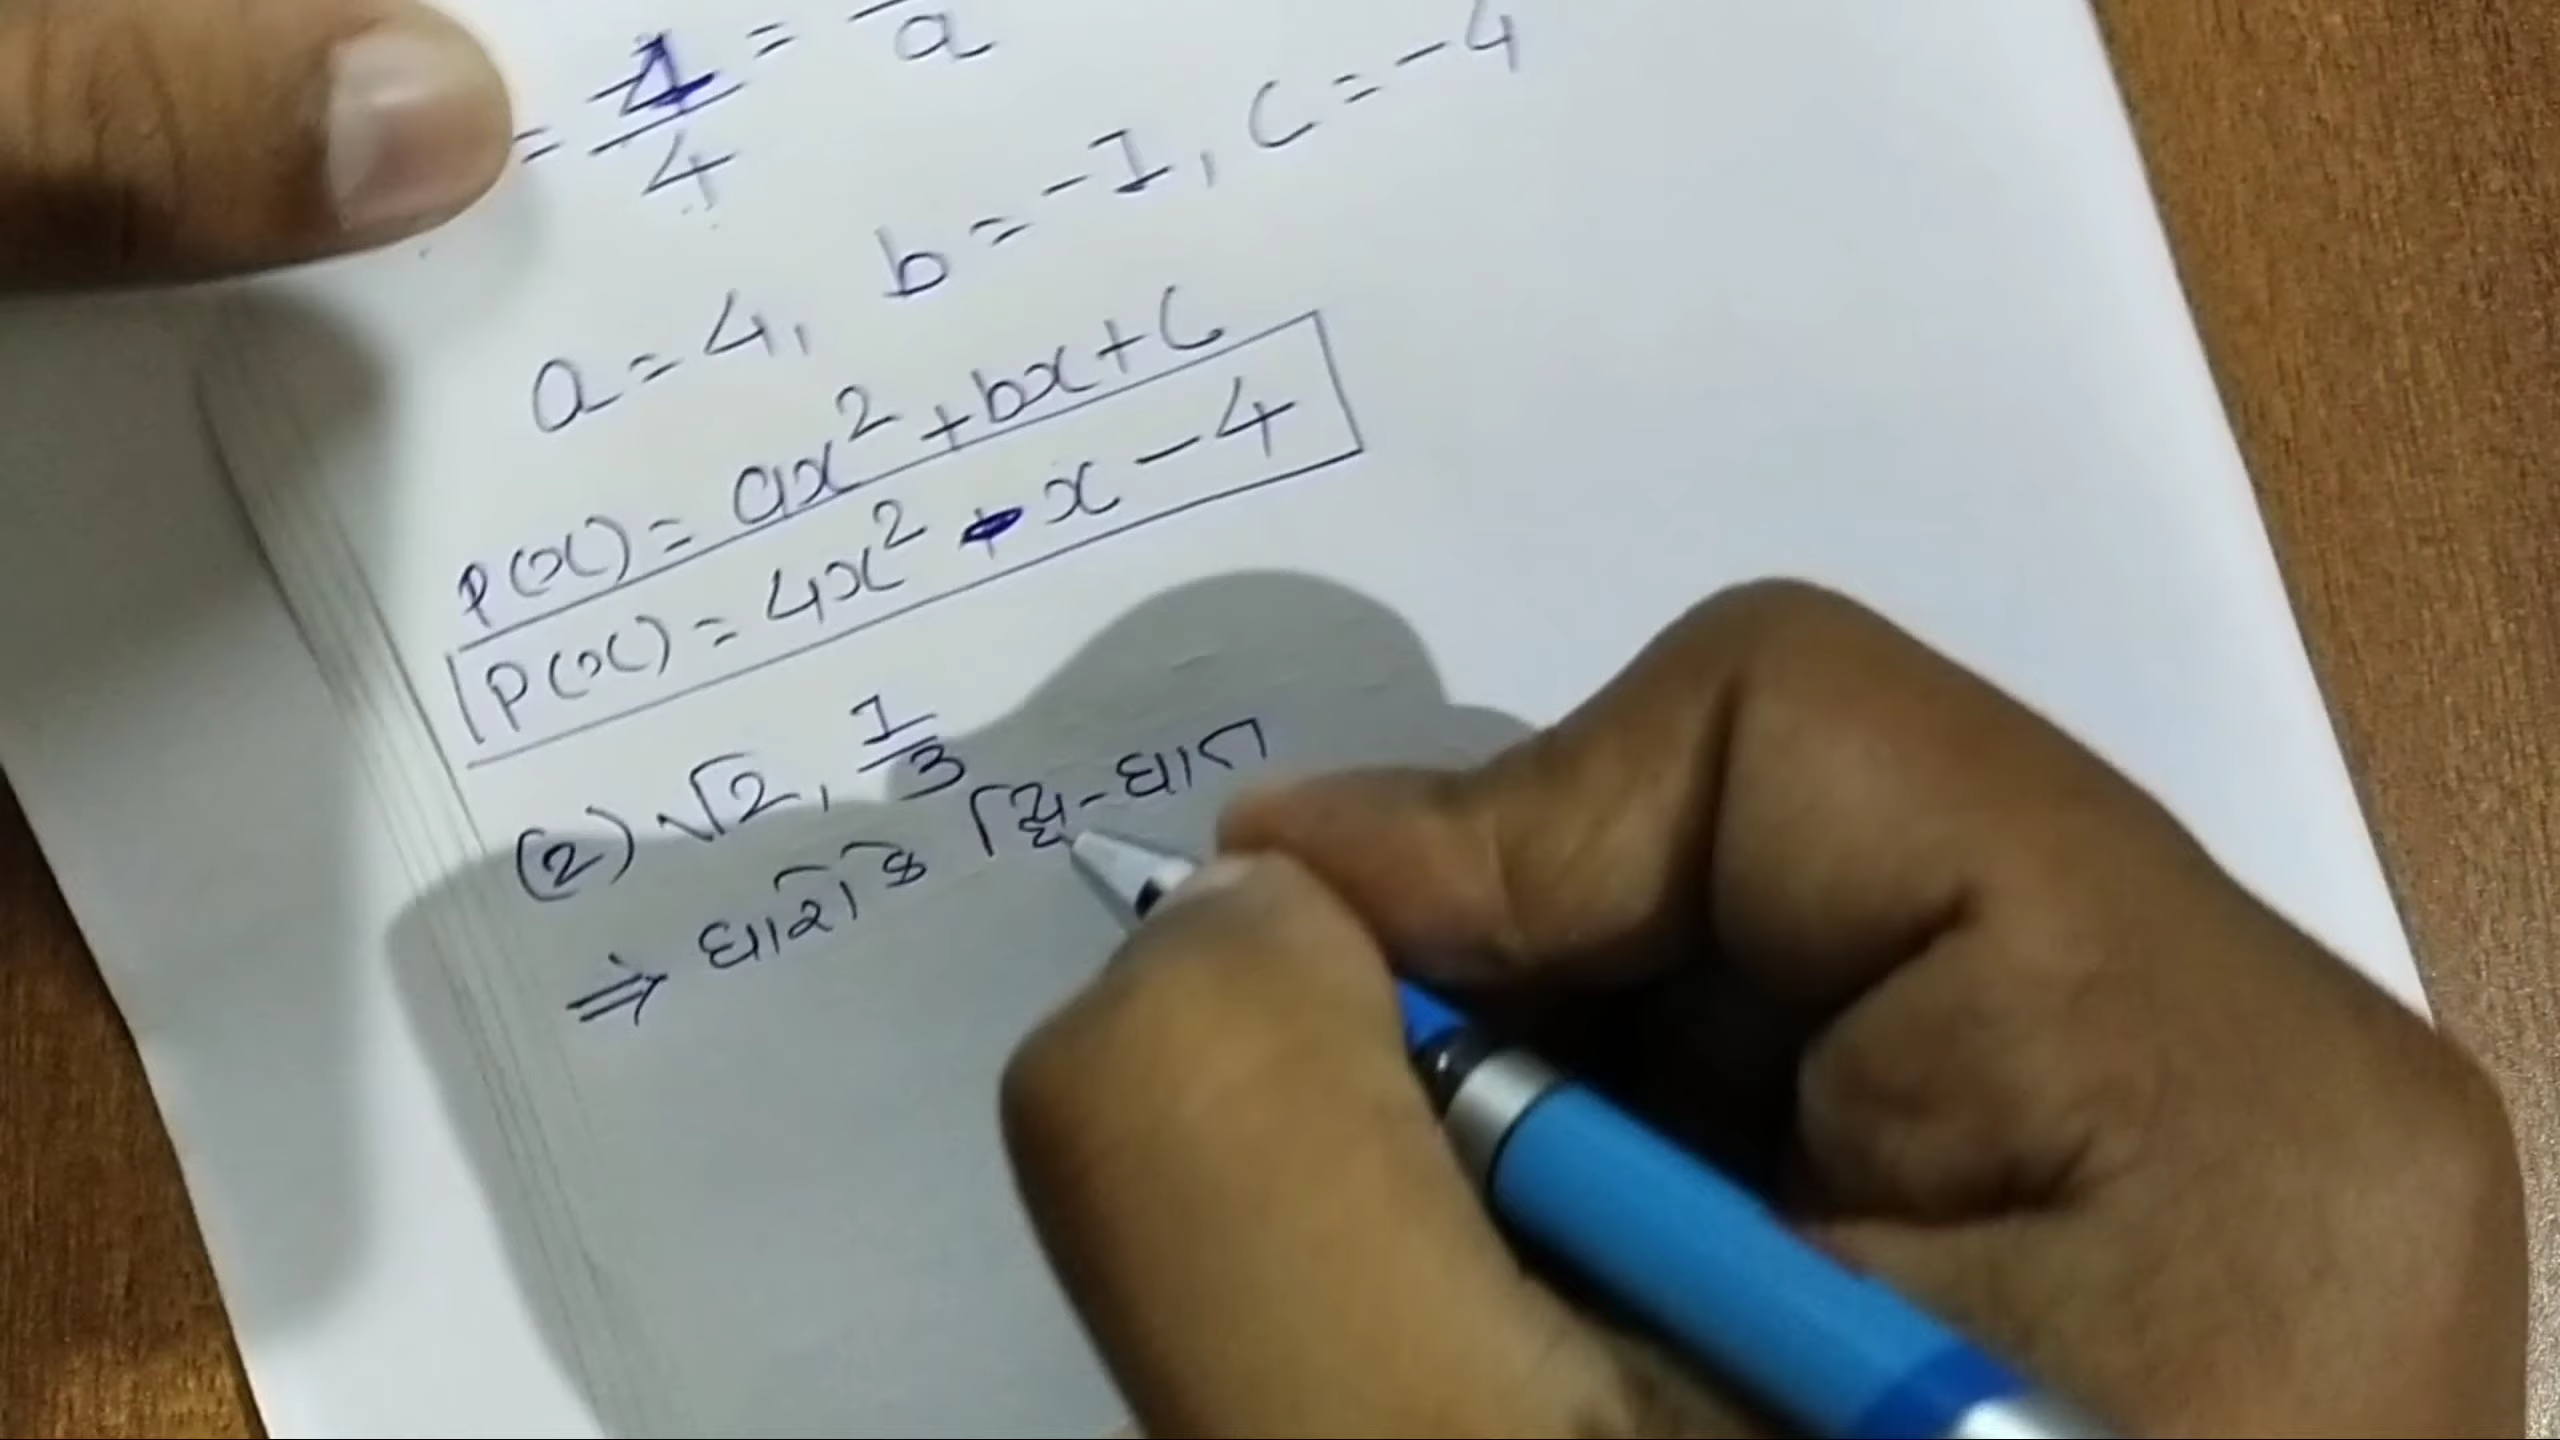 = 1/4 = /a
a = 4, b = -1, c = -4
P(x) = ax² + bx + c
P(x) = 4x² - x - 4
(2) √2, 1/3
⇒ ધારો કે દ્વિ-ઘાત